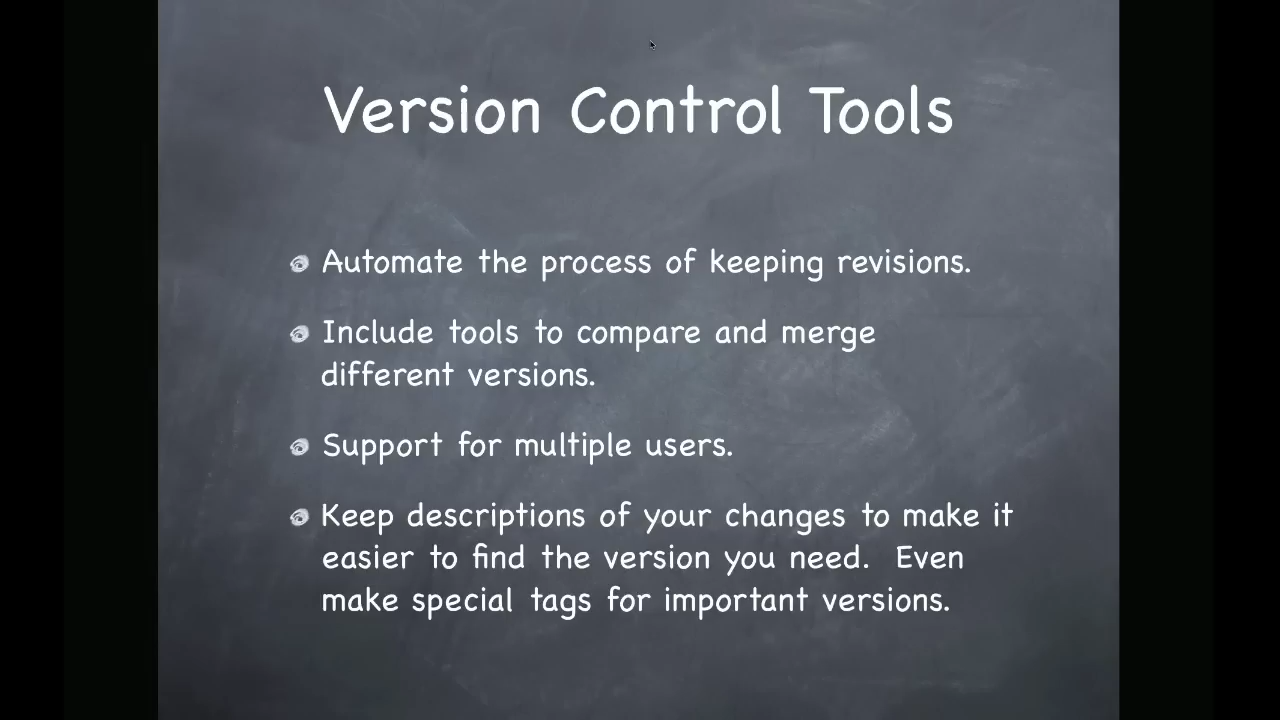 Version Control Tools
Automate the process of keeping revisions.
Include tools to compare and merge
different versions.
Support for multiple users.
Keep descriptions of your changes to make it
easier to find the version you need.  Even
make special tags for important versions.